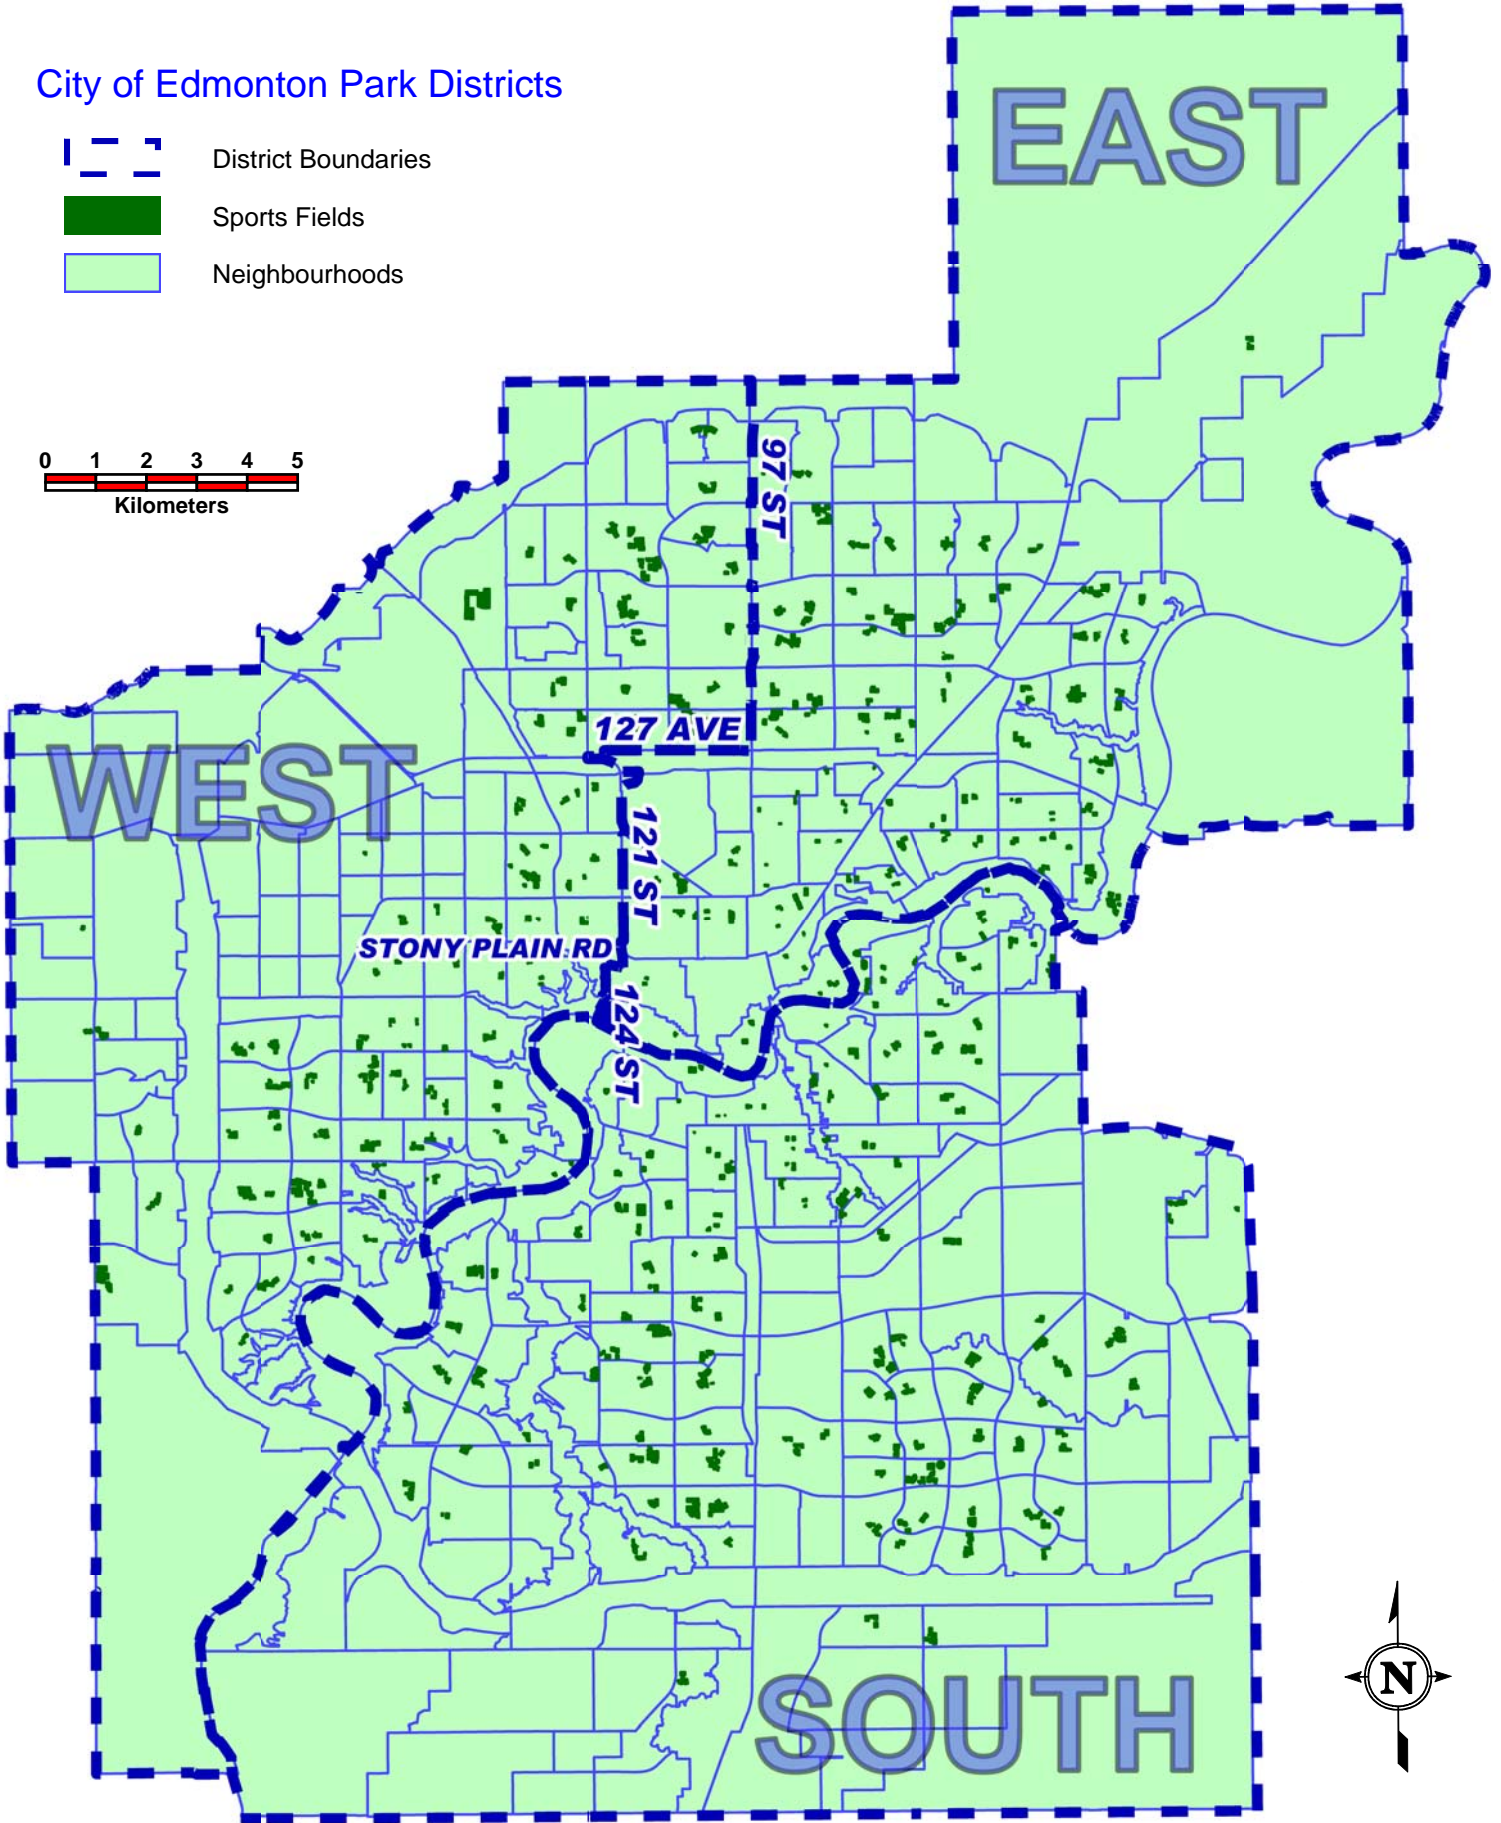 City of Edmonton Park Districts
District Boundaries
Sports Fields
Neighbourhoods
0 1 2 3 4 5
Kilometers
EAST
97 ST
127 AVE
WEST
121 ST
STONY PLAIN RD
124 ST
SOUTH
N